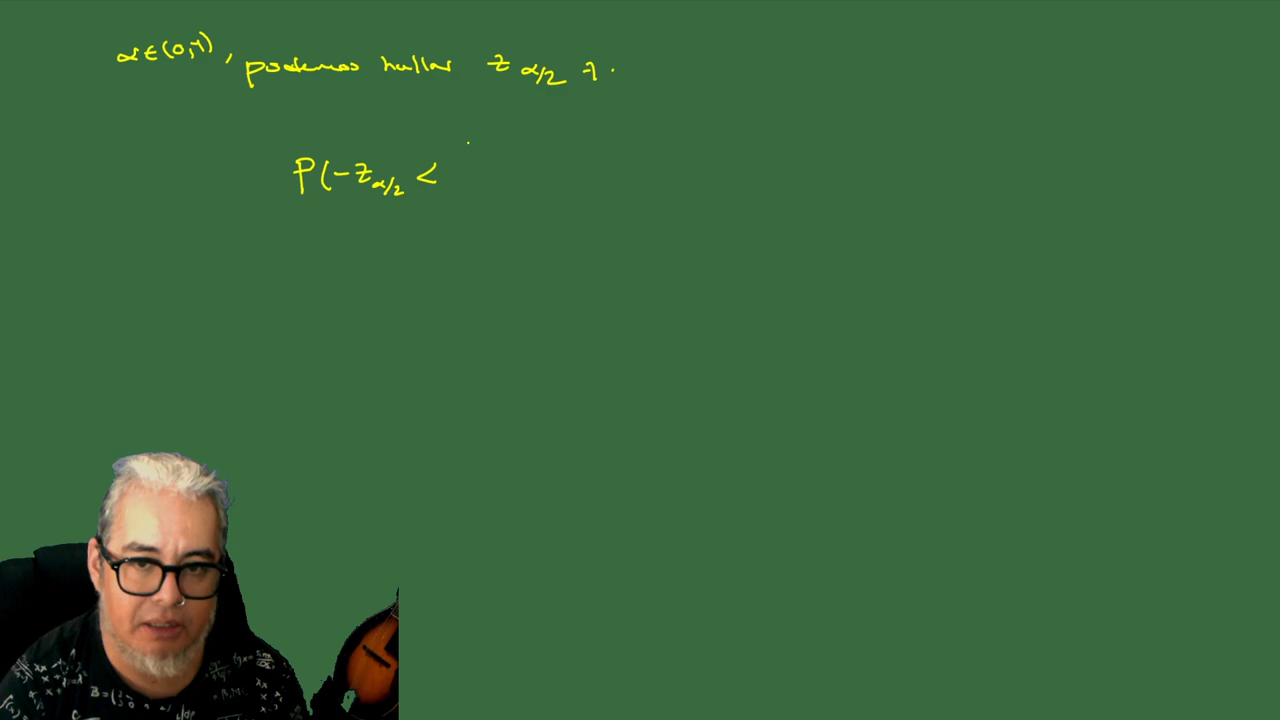 α∈(0,1), podemos hallar z α/2 ∋.
P(-z α/2 <
B=(